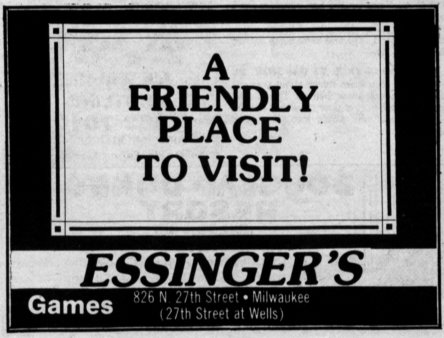 A
FRIENDLY
PLACE
TO VISIT!
ESSINGER'S
Games
826 N. 27th Street • Milwaukee
(27th Street at Wells)